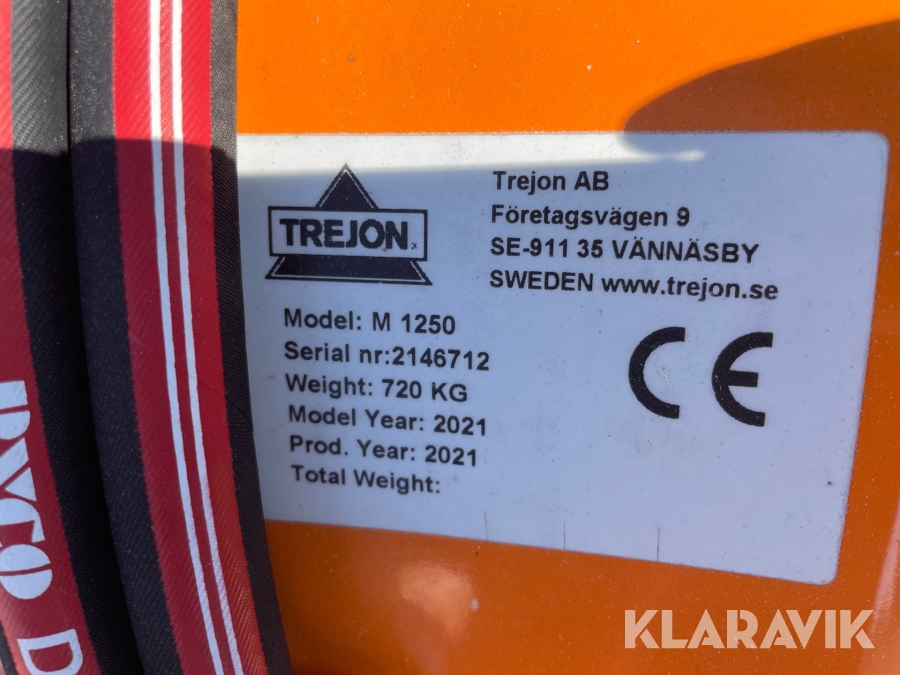 TREJON
Trejon AB
Företagsvägen 9
SE-911 35 VÄNNÄSBY
SWEDEN www.trejon.se
Model: M 1250
Serial nr:2146712
Weight: 720 KG
Model Year: 2021
Prod. Year: 2021
Total Weight:
CE
KLARAVIK